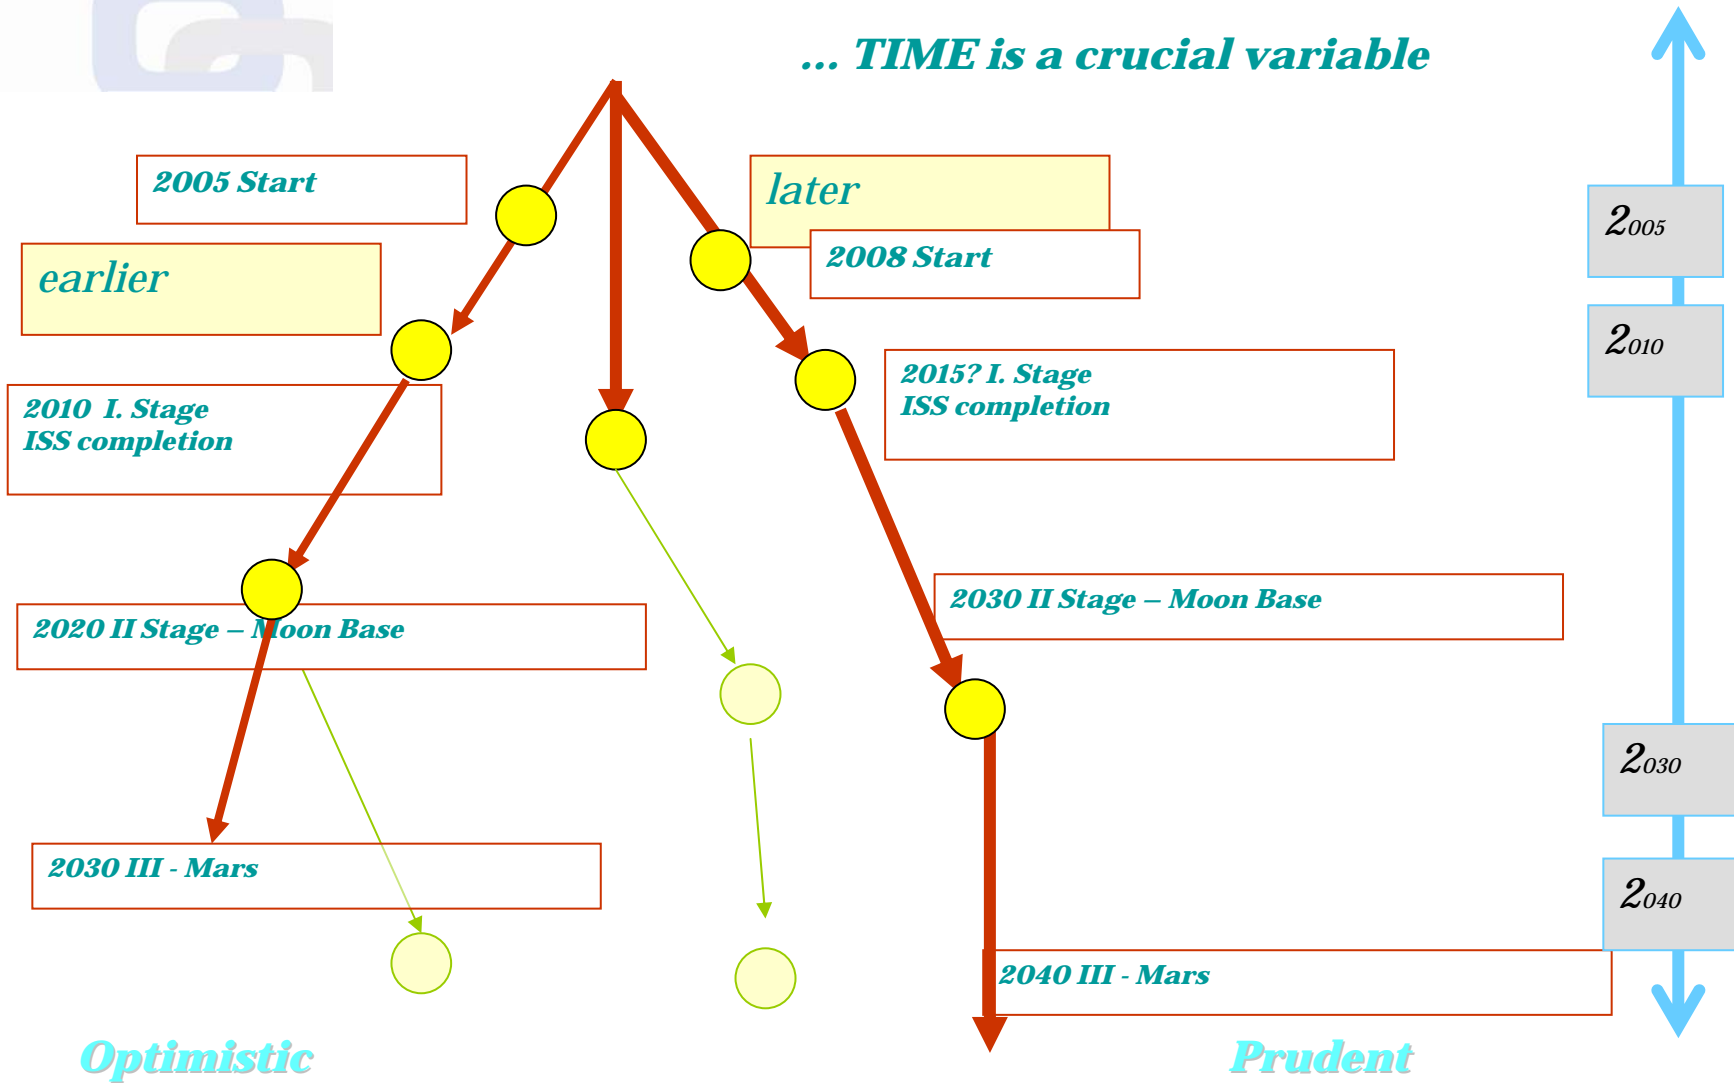 ... TIME is a crucial variable
2005 Start
later
2005
2008 Start
earlier
2010
2015? I. Stage
ISS completion
2010 I. Stage
ISS completion
2030 II Stage – Moon Base
2020 II Stage – Moon Base
2030
2030 III - Mars
2040
2040 III - Mars
Optimistic
Prudent